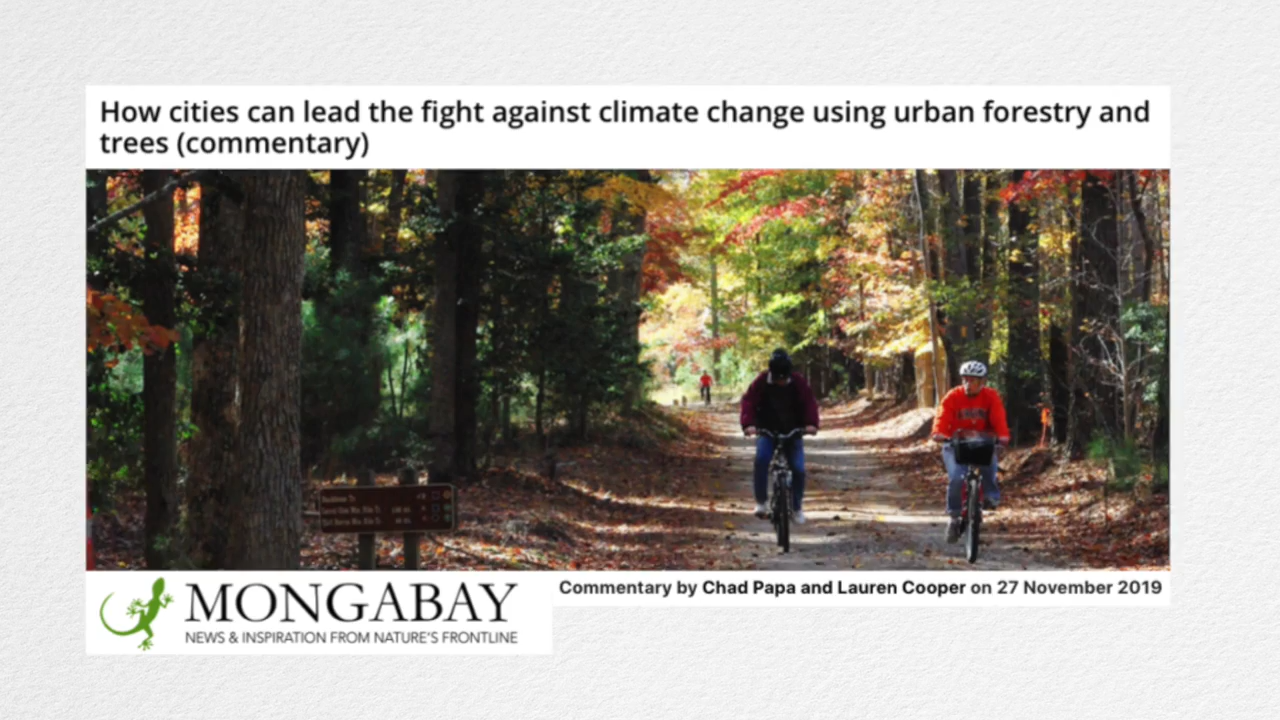 How cities can lead the fight against climate change using urban forestry and
trees (commentary)
MONGABAY
NEWS & INSPIRATION FROM NATURE'S FRONTLINE
Commentary by Chad Papa and Lauren Cooper on 27 November 2019